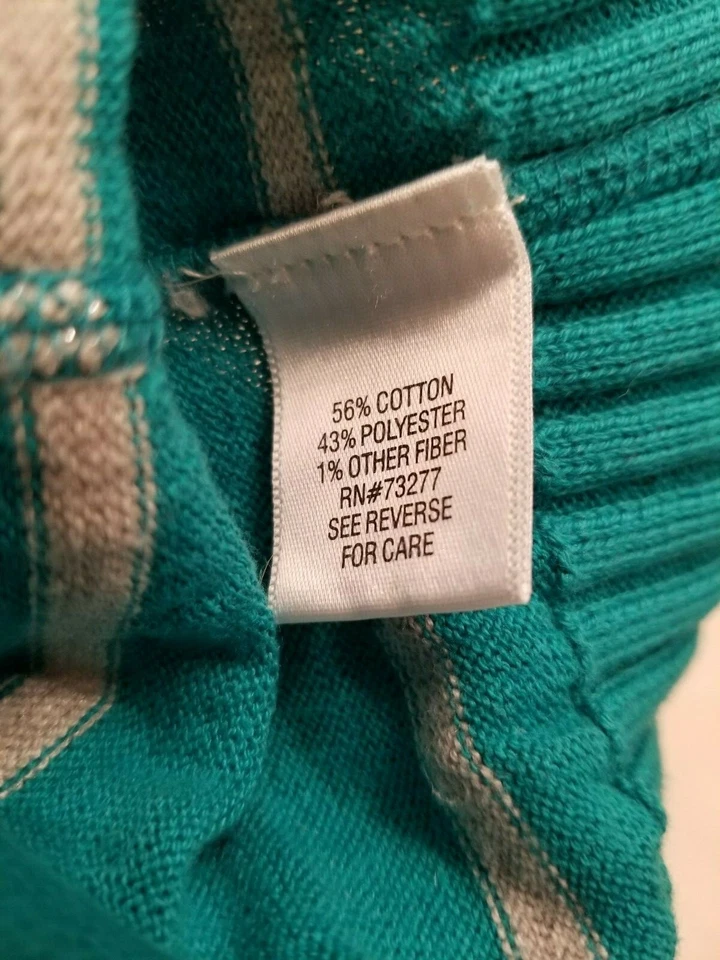 56% COTTON
43% POLYESTER
1% OTHER FIBER
RN#73277
SEE REVERSE
FOR CARE